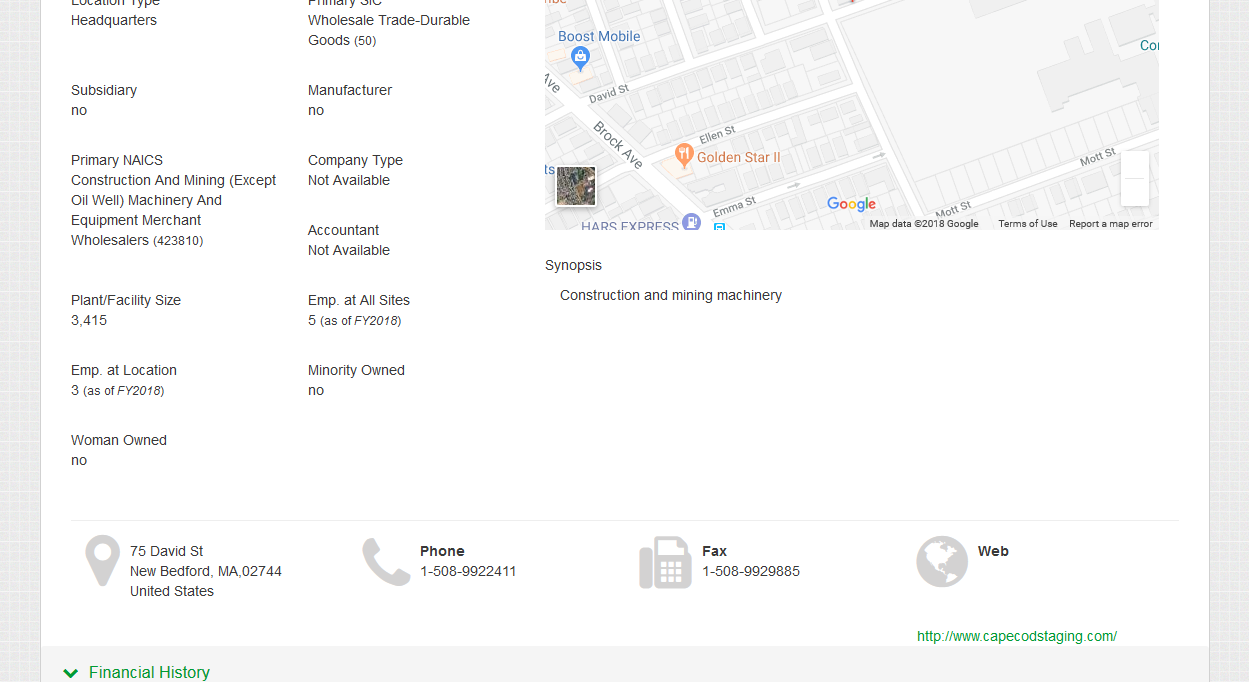 Location Type
Headquarters
Primary SIC
Wholesale Trade-Durable
Goods (50)
Subsidiary
no
Manufacturer
no
Primary NAICS
Construction And Mining (Except
Oil Well) Machinery And
Equipment Merchant
Wholesalers (423810)
Company Type
Not Available
Accountant
Not Available
Plant/Facility Size
3,415
Emp. at All Sites
5 (as of FY2018)
Emp. at Location
3 (as of FY2018)
Minority Owned
no
Woman Owned
no
Boost Mobile
Ave
David St
Brock Ave
Ellen St
Golden Star II
Mott St
Emma St
Mott St
HARS EXPRESS
Google
Map data ©2018 Google
Terms of Use
Report a map error
Synopsis
Construction and mining machinery
75 David St
New Bedford, MA,02744
United States
Phone
1-508-9922411
Fax
1-508-9929885
Web
http://www.capecodstaging.com/
Financial History